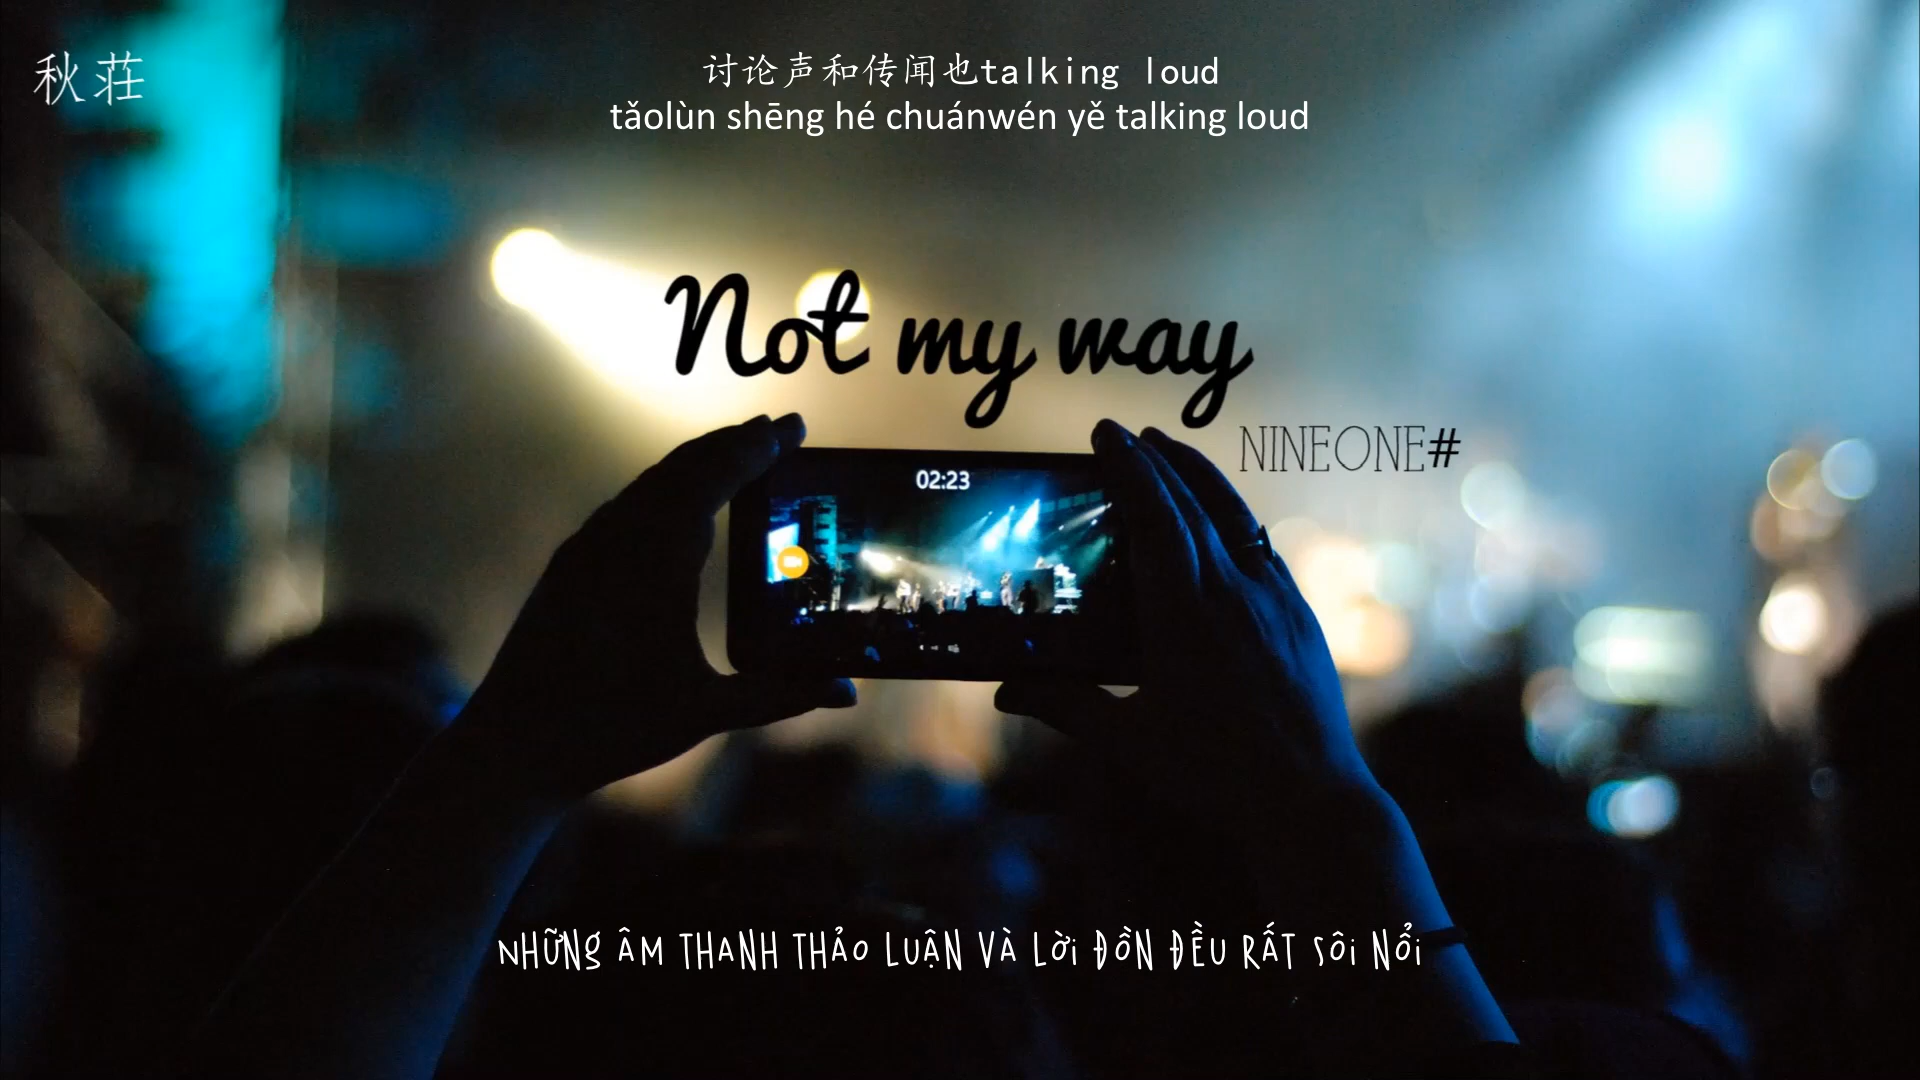 秋荘
讨论声和传闻也talking loud
tǎolùn shēng hé chuánwén yě talking loud
Not my way
NINEONE#
02:23
NHỮNG ÂM THANH THẢO LUẬN VÀ LỜI ĐỒN ĐỀU RẤT SÔI NỔI